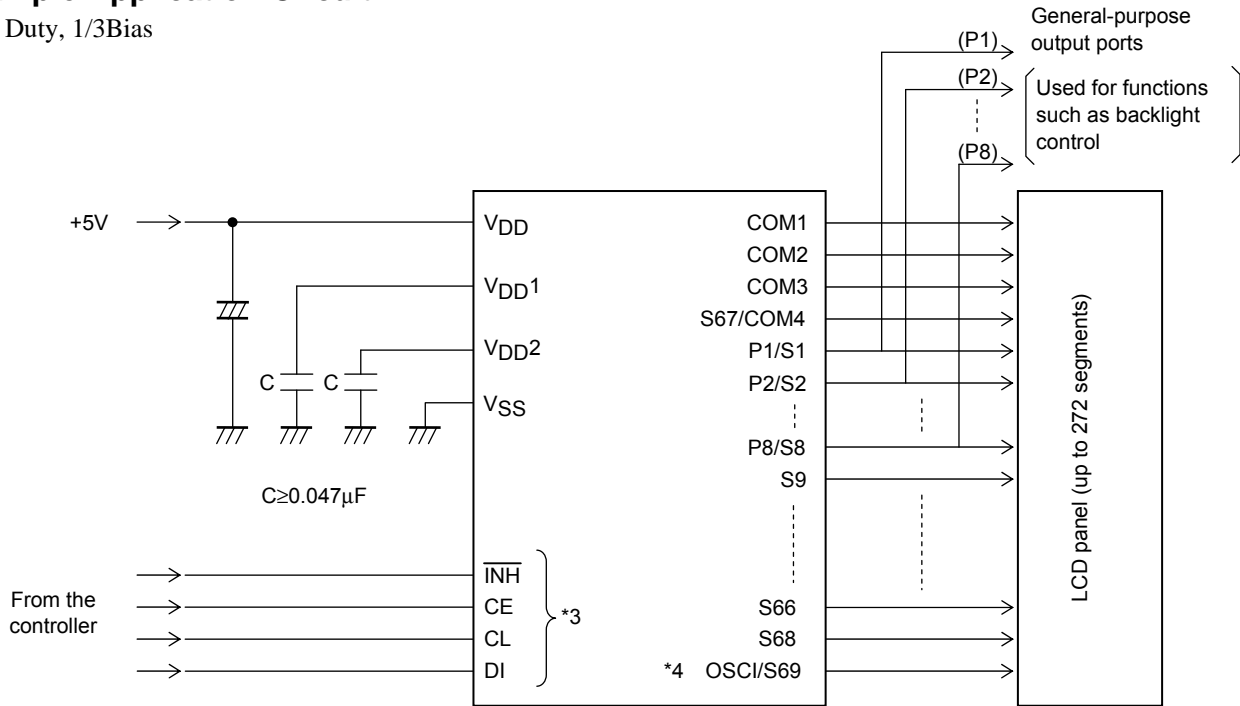 Duty, 1/3Bias
General-purpose
output ports
(P1)
(P2)
Used for functions
such as backlight
control
(P8)
+5V
VDD
VDD1
VDD2
VSS
C
C
C≥0.047μF
COM1
COM2
COM3
S67/COM4
P1/S1
P2/S2
P8/S8
S9
S66
S68
*4 OSCI/S69
LCD panel (up to 272 segments)
From the
controller
INH
CE
CL
DI
*3